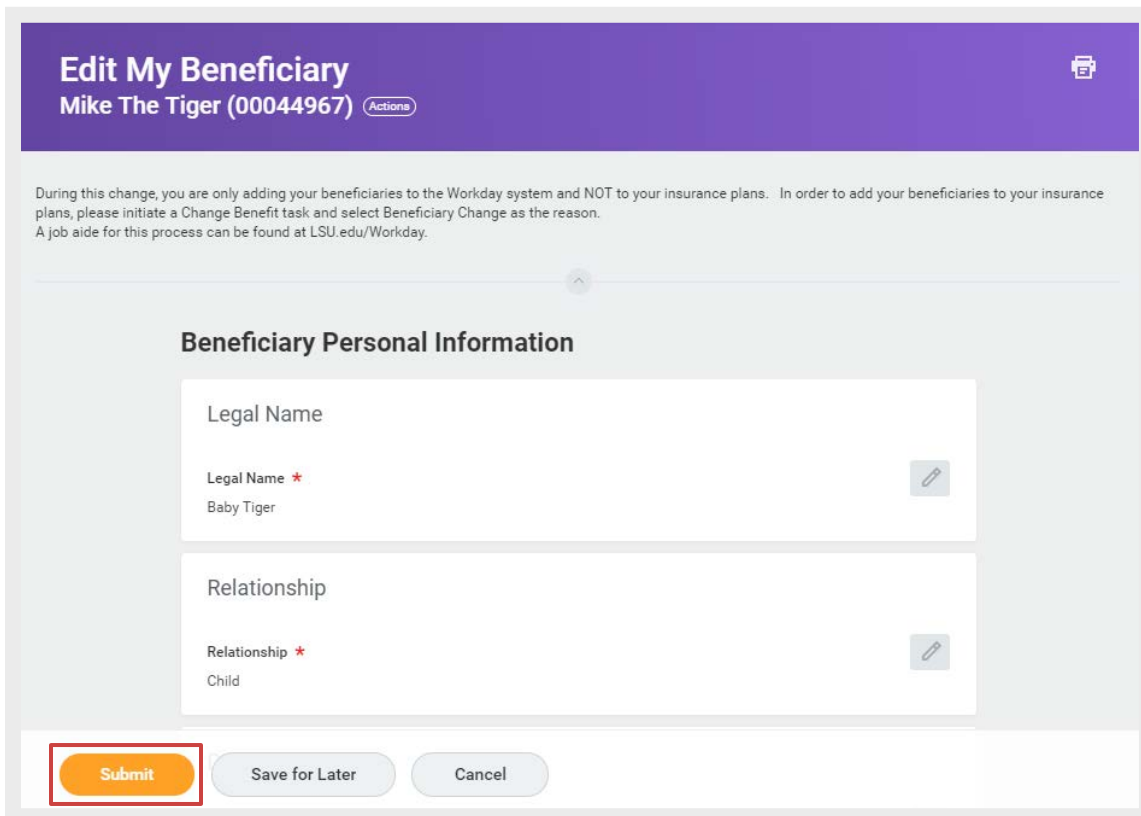 Edit My Beneficiary
Mike The Tiger (00044967) Actions
During this change, you are only adding your beneficiaries to the Workday system and NOT to your insurance plans. In order to add your beneficiaries to your insurance
plans, please initiate a Change Benefit task and select Beneficiary Change as the reason.
A job aide for this process can be found at LSU.edu/Workday.
Beneficiary Personal Information
Legal Name
Legal Name *
Baby Tiger
Relationship
Relationship *
Child
Submit Save for Later Cancel